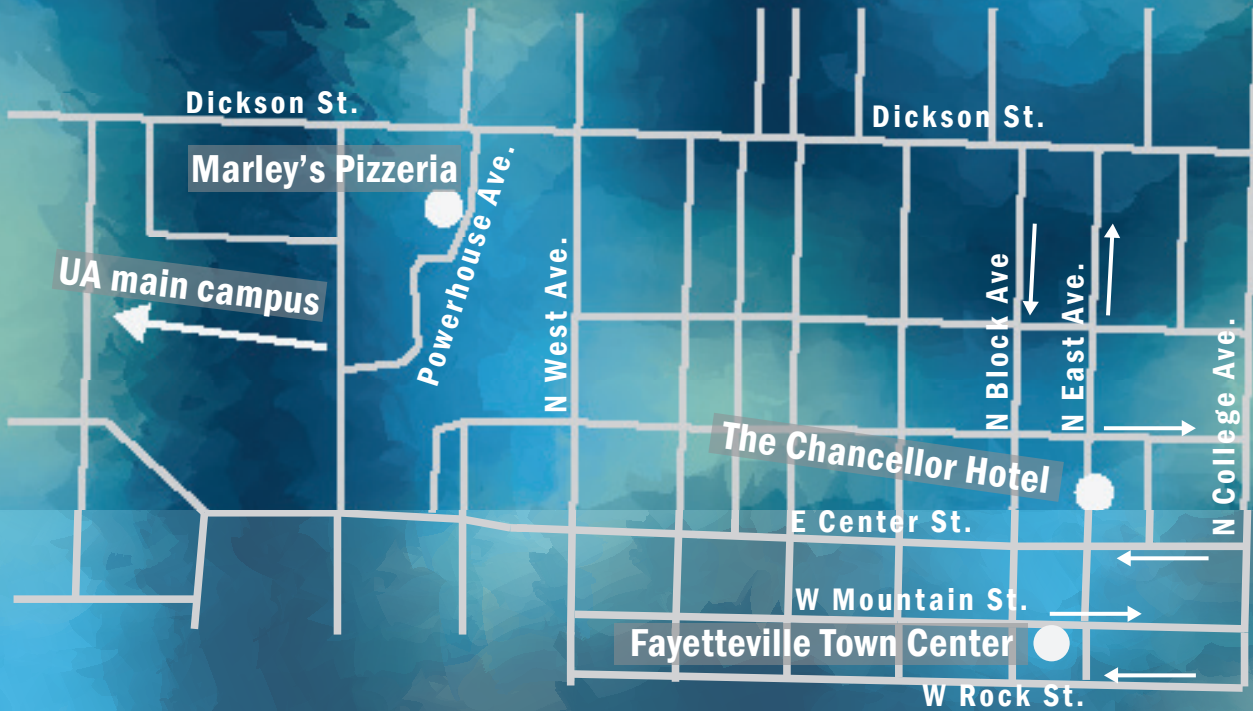 Dickson St.
Dickson St.
Marley's Pizzeria
Powerhouse Ave.
UA main campus
N West Ave.
N Block Ave
N East Ave.
N College Ave.
The Chancellor Hotel
E Center St.
W Mountain St.
Fayetteville Town Center
W Rock St.